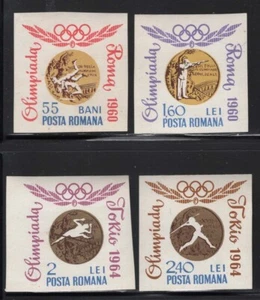 Olimpiada
Roma 1960
55
BANI
POSTA ROMANA
Olimpiada
Roma 1960
1,60 LEI
POSTA ROMANA
Olimpiada
Tokio 1964
2 LEI
POSTA ROMANA
Olimpiada
Tokio 1964
2,40 LEI
POSTA ROMANA